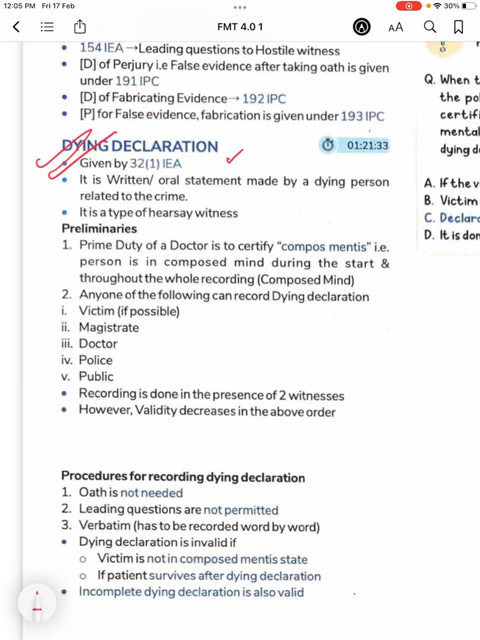 12:05 PM Fri 17 Feb
30%
FMT 4.0 1
AA
154 IEA →Leading questions to Hostile witness
[D] of Perjury i.e False evidence after taking oath is given
under 191 IPC
[D] of Fabricating Evidence→ 192 IPC
[P] for False evidence, fabrication is given under 193 IPC
DYING DECLARATION
01:21:33
Given by 32(1) IEA
It is Written/ oral statement made by a dying person
related to the crime.
It is a type of hearsay witness
Preliminaries
1. Prime Duty of a Doctor is to certify "compos mentis" i.e.
person is in composed mind during the start &
throughout the whole recording (Composed Mind)
2. Anyone of the following can record Dying declaration
i. Victim (if possible)
ii. Magistrate
iii. Doctor
iv. Police
v. Public
Recording is done in the presence of 2 witnesses
However, Validity decreases in the above order
Procedures for recording dying declaration
1. Oath is not needed
2. Leading questions are not permitted
3. Verbatim (has to be recorded word by word)
Dying declaration is invalid if
Victim is not in composed mentis state
If patient survives after dying declaration
Incomplete dying declaration is also valid
Q. When t
the po
certifi
mental
dying d
A. If the v
B. Victim
C. Declar
D. It is don